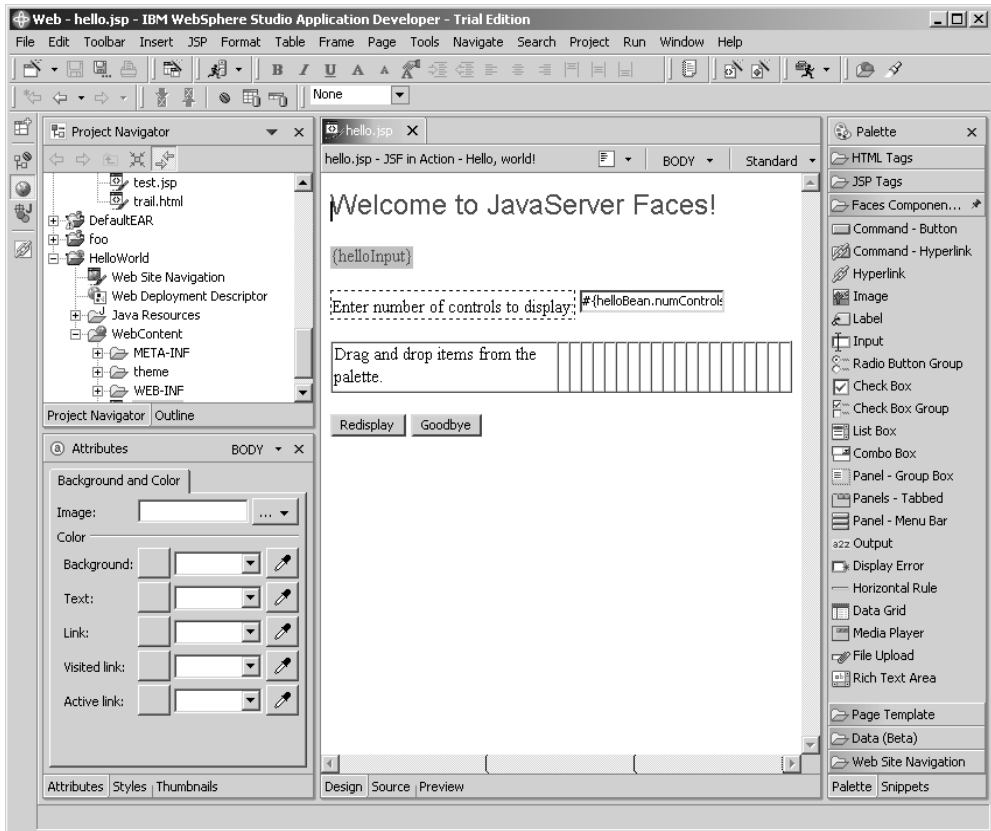 Web - hello.jsp - IBM WebSphere Studio Application Developer - Trial Edition
File Edit Toolbar Insert JSP Format Table Frame Page Tools Navigate Search Project Run Window Help
B I U A A
None
Project Navigator
test.jsp
trail.html
DefaultEAR
foo
HelloWorld
Web Site Navigation
Web Deployment Descriptor
Java Resources
WebContent
META-INF
theme
WEB-INF
Project Navigator Outline
Attributes BODY
Background and Color
Image: ...
Color
Background:
Text:
Link:
Visited link:
Active link:
Attributes Styles Thumbnails
hello.jsp
hello.jsp - JSF in Action - Hello, world! BODY Standard
Welcome to JavaServer Faces!
{helloInput}
Enter number of controls to display: #{helloBean.numControls
Drag and drop items from the
palette.
Redisplay Goodbye
Design Source Preview
Palette
HTML Tags
JSP Tags
Faces Componen...
Command - Button
Command - Hyperlink
Hyperlink
Image
Label
Input
Radio Button Group
Check Box
Check Box Group
List Box
Combo Box
Panel - Group Box
Panels - Tabbed
Panel - Menu Bar
a2z Output
Display Error
Horizontal Rule
Data Grid
Media Player
File Upload
Rich Text Area
Page Template
Data (Beta)
Web Site Navigation
Palette Snippets